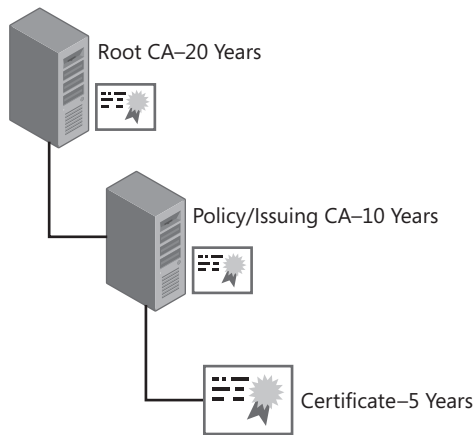 Root CA–20 Years
Policy/Issuing CA–10 Years
Certificate–5 Years